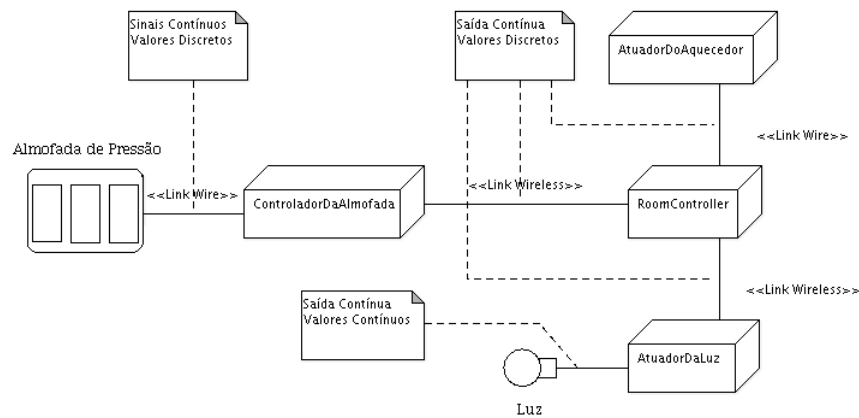 Sinais Contínuos
Valores Discretos
Saída Contínua
Valores Discretos
AtuadorDoAquecedor
<<Link Wire>>
Almofada de Pressão
<<Link Wire>>
ControladorDaAlmofada
<<Link Wireless>>
RoomController
<<Link Wireless>>
Saída Contínua
Valores Contínuos
AtuadorDaLuz
Luz